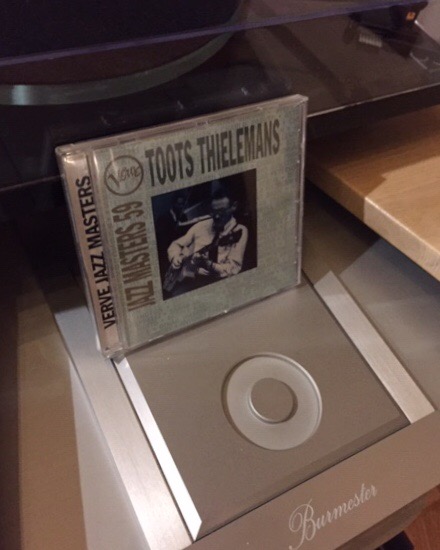 VERVE JAZZ MASTERS
Verve
JAZZ MASTERS 59
TOOTS THIELEMANS
Burmester